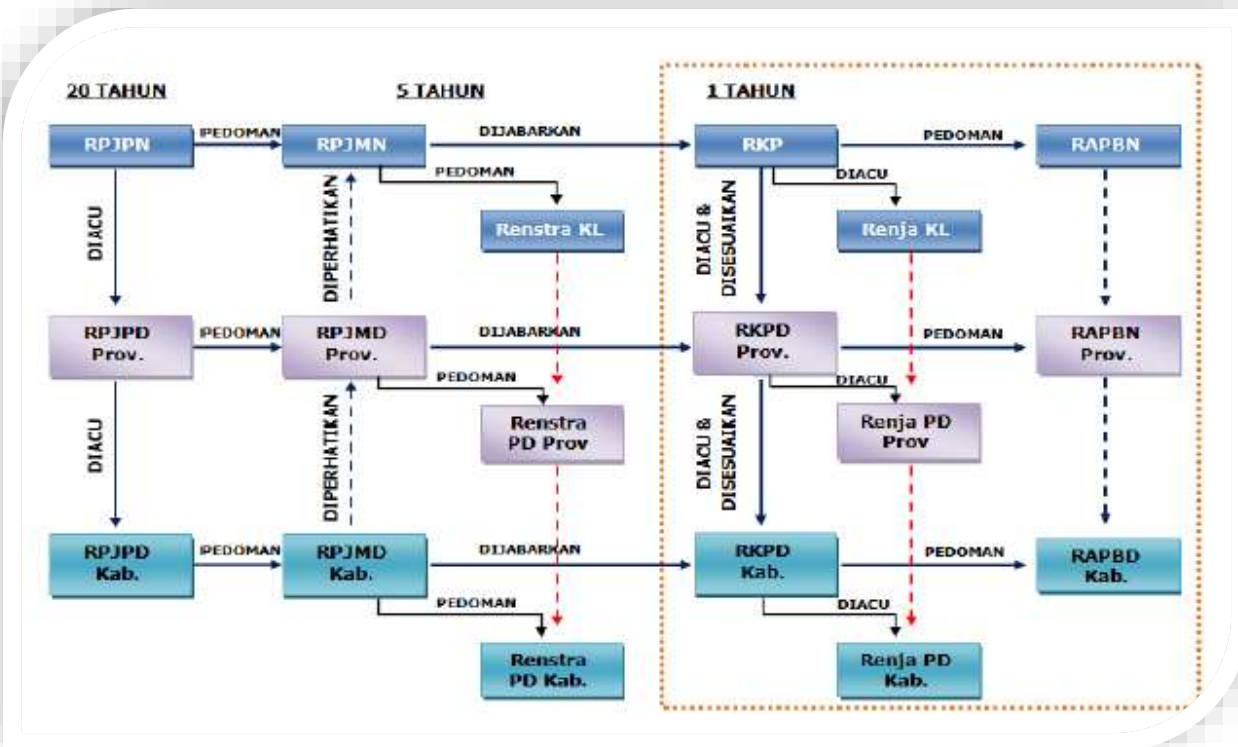 20 TAHUN
5 TAHUN
1 TAHUN
RPJPN
PEDOMAN
RPJMN
DIJABARKAN
RKP
PEDOMAN
RAPBN
PEDOMAN
DIACU
Renstra KL
Renja KL
DIACU
DIPERHATIKAN
DIACU &
DISESUAIKAN
RPJPD
Prov.
PEDOMAN
RPJMD
Prov.
DIJABARKAN
RKPD
Prov.
PEDOMAN
RAPBN
Prov.
PEDOMAN
DIACU
Renstra
PD Prov
Renja PD
Prov
DIACU
DIPERHATIKAN
DIACU &
DISESUAIKAN
RPJPD
Kab.
PEDOMAN
RPJMD
Kab.
DIJABARKAN
RKPD
Kab.
PEDOMAN
RAPBD
Kab.
PEDOMAN
DIACU
Renstra
PD Kab.
Renja PD
Kab.